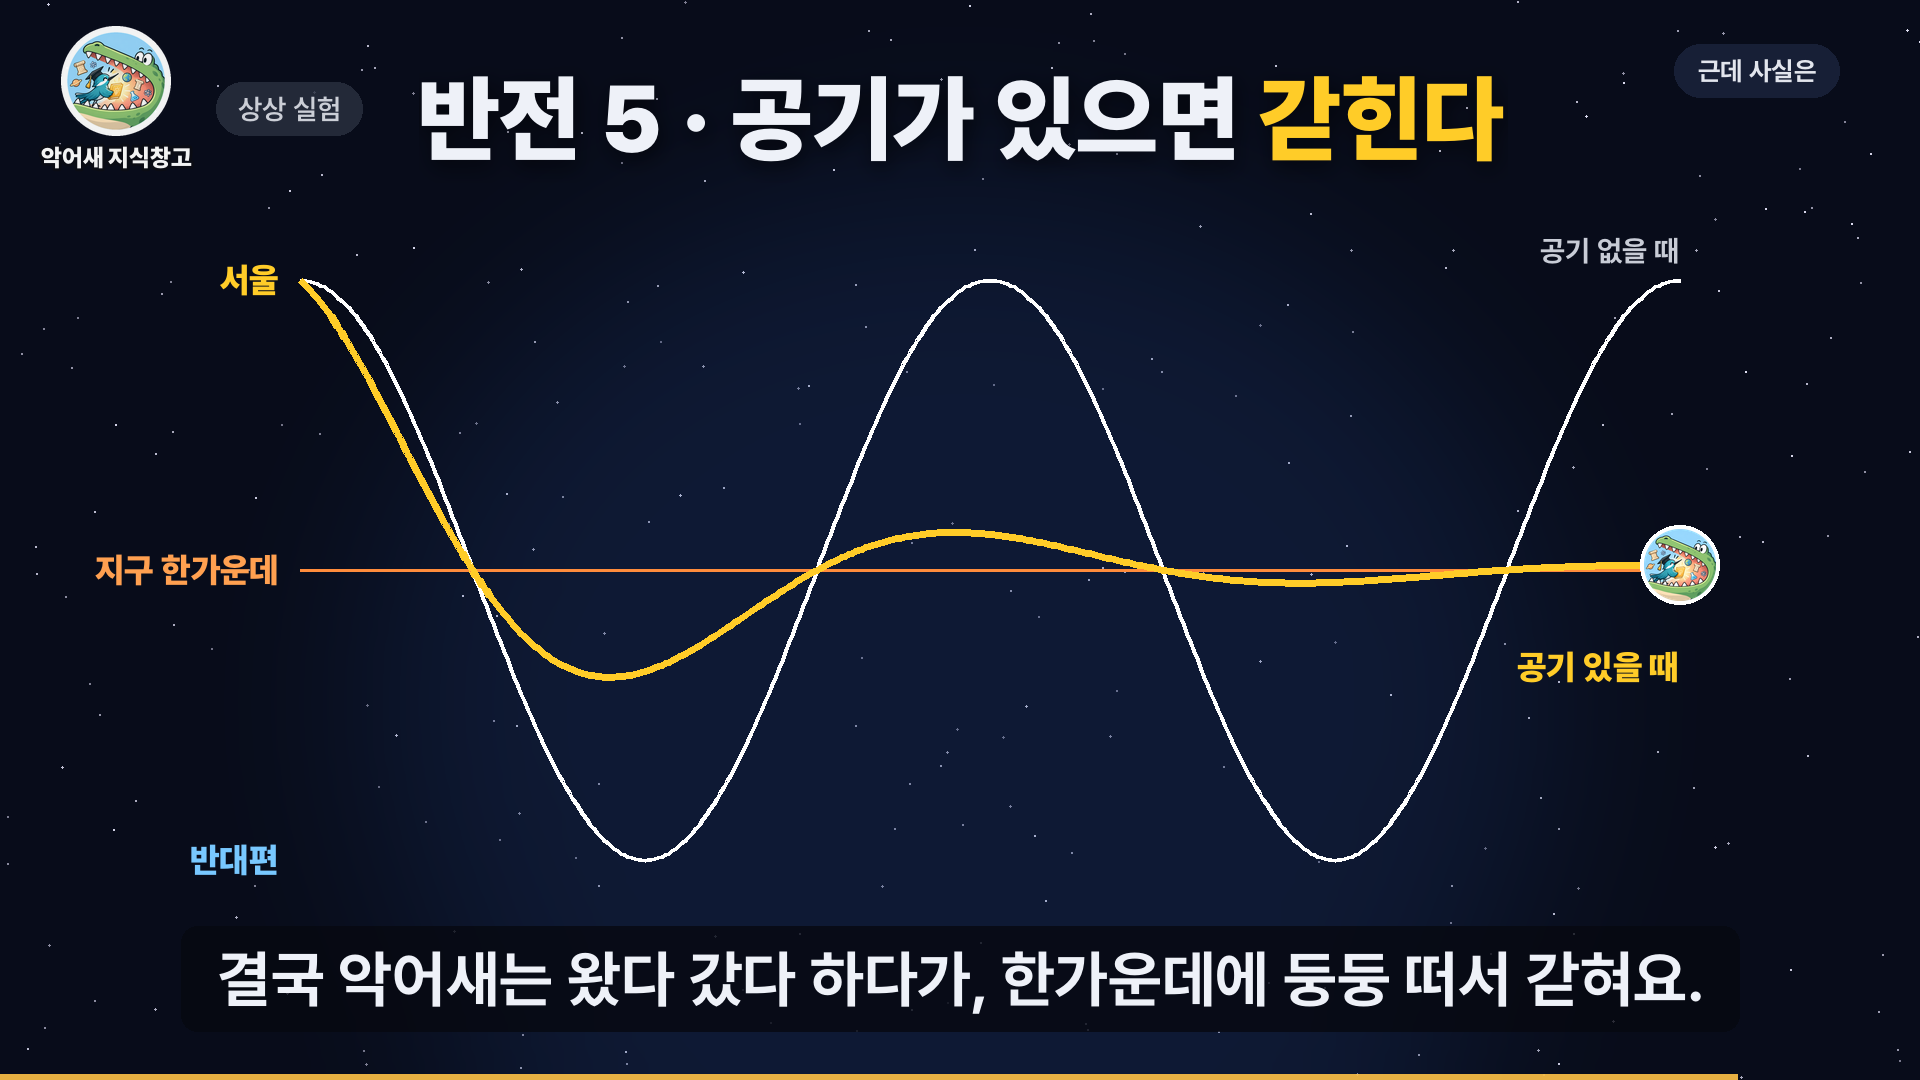 악어새 지식창고
상상 실험
반전 5 · 공기가 있으면 갇힌다
근데 사실은
공기 없을 때
서울
지구 한가운데
공기 있을 때
반대편
결국 악어새는 왔다 갔다 하다가, 한가운데에 둥둥 떠서 갇혀요.